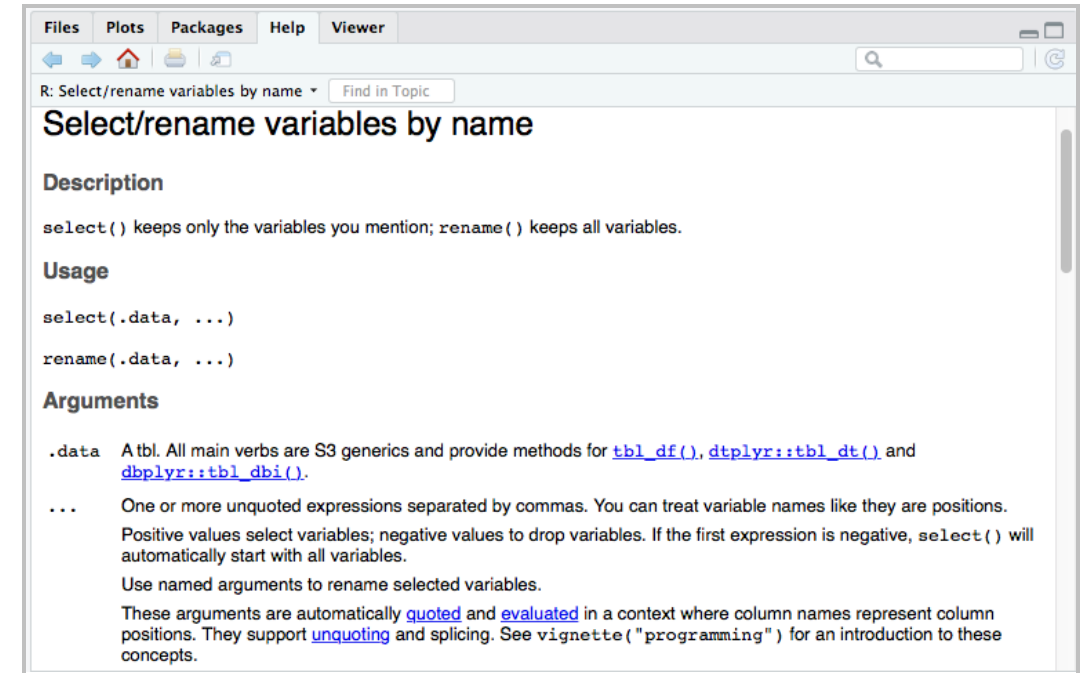 Files Plots Packages Help Viewer
R: Select/rename variables by name Find in Topic
Select/rename variables by name
Description
select() keeps only the variables you mention; rename() keeps all variables.
Usage
select(.data, ...)
rename(.data, ...)
Arguments
.data A tbl. All main verbs are S3 generics and provide methods for tbl_df(), dtplyr::tbl_dt() and
dbplyr::tbl_dbi().
... One or more unquoted expressions separated by commas. You can treat variable names like they are positions.
Positive values select variables; negative values to drop variables. If the first expression is negative, select() will
automatically start with all variables.
Use named arguments to rename selected variables.
These arguments are automatically quoted and evaluated in a context where column names represent column
positions. They support unquoting and splicing. See vignette("programming") for an introduction to these
concepts.